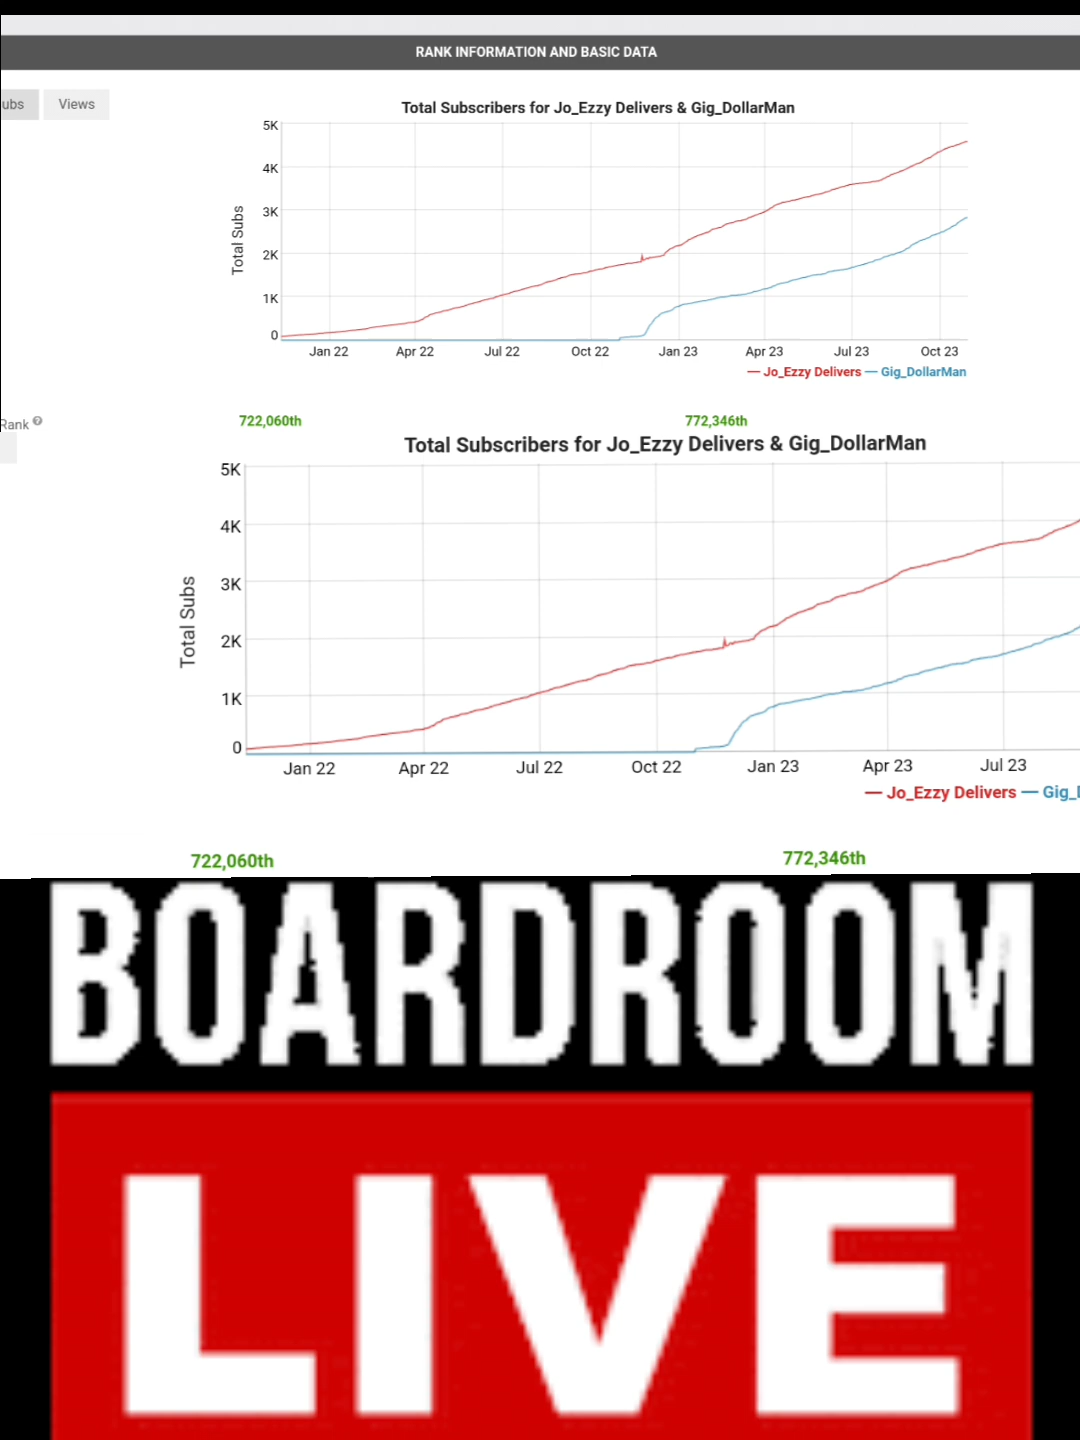 RANK INFORMATION AND BASIC DATA
ubs Views
Total Subscribers for Jo_Ezzy Delivers & Gig_DollarMan
Total Subs
5K
4K
3K
2K
1K
0
Jan 22 Apr 22 Jul 22 Oct 22 Jan 23 Apr 23 Jul 23 Oct 23
— Jo_Ezzy Delivers — Gig_DollarMan
Rank ?
722,060th 772,346th
Total Subscribers for Jo_Ezzy Delivers & Gig_DollarMan
Total Subs
5K
4K
3K
2K
1K
0
Jan 22 Apr 22 Jul 22 Oct 22 Jan 23 Apr 23 Jul 23
— Jo_Ezzy Delivers — Gig_
722,060th 772,346th
BOARDROOM
LIVE